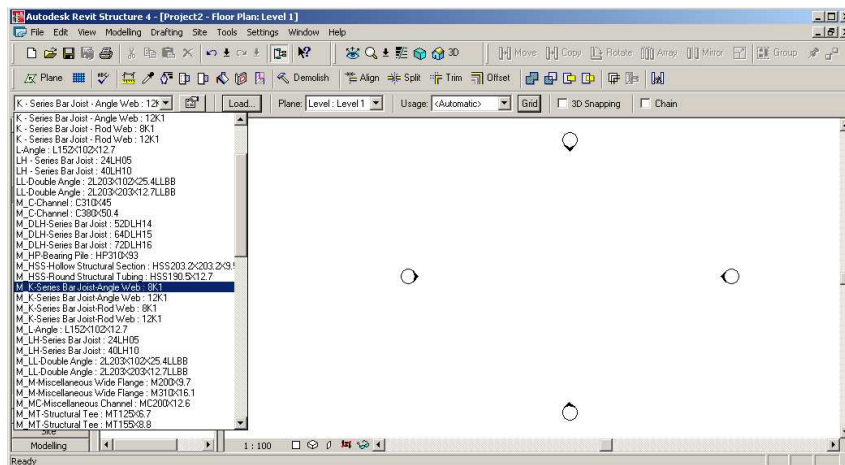 Autodesk Revit Structure 4 - [Project2 - Floor Plan: Level 1]
File Edit View Modelling Drafting Site Tools Settings Window Help
3D Move Copy Rotate Array Mirror Group
Plane Demolish Align Split Trim Offset
K - Series Bar Joist - Angle Web : 12K Load... Plane: Level : Level 1 Usage: <Automatic> Grid 3D Snapping Chain
K - Series Bar Joist - Angle Web : 12K1
K - Series Bar Joist - Rod Web : 8K1
K - Series Bar Joist - Rod Web : 12K1
L-Angle : L152X102X12.7
LH - Series Bar Joist : 24LH05
LH - Series Bar Joist : 40LH10
LL-Double Angle : 2L203X102X25.4LLBB
LL-Double Angle : 2L203X203X12.7LLBB
M_C-Channel : C310X45
M_C-Channel : C380X50.4
M_DLH-Series Bar Joist : 52DLH14
M_DLH-Series Bar Joist : 64DLH15
M_DLH-Series Bar Joist : 72DLH16
M_HP-Bearing Pile : HP310X93
M_HSS-Hollow Structural Section : HSS203.2X203.2X9.
M_HSS-Round Structural Tubing : HSS190.5X12.7
M_K-Series Bar Joist-Angle Web : 8K1
M_K-Series Bar Joist-Angle Web : 12K1
M_K-Series Bar Joist-Rod Web : 8K1
M_K-Series Bar Joist-Rod Web : 12K1
M_L-Angle : L152X102X12.7
M_LH-Series Bar Joist : 24LH05
M_LH-Series Bar Joist : 40LH10
M_LL-Double Angle : 2L203X102X25.4LLBB
M_LL-Double Angle : 2L203X203X12.7LLBB
M_M-Miscellaneous Wide Flange : M200X9.7
M_M-Miscellaneous Wide Flange : M310X16.1
M_MC-Miscellaneous Channel : MC200X12.6
M_MT-Structural Tee : MT125X6.7
M_MT-Structural Tee : MT155X8.8
Modelling 1 : 100
Ready